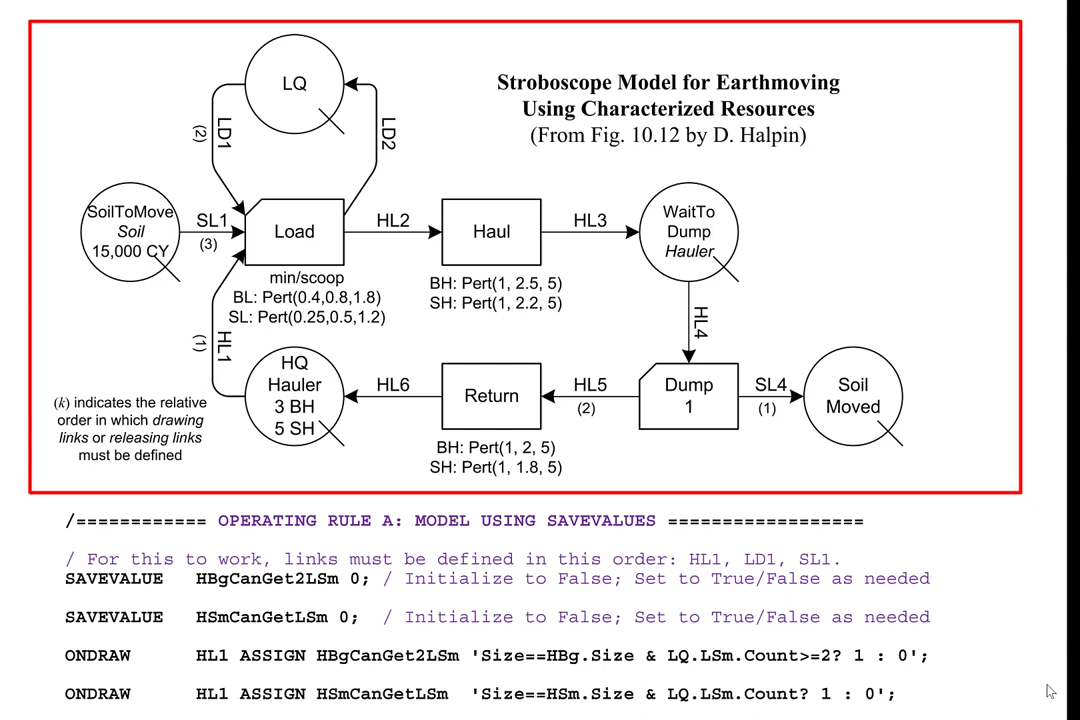 LQ
Stroboscope Model for Earthmoving
Using Characterized Resources
(From Fig. 10.12 by D. Halpin)
(2)
LD1
LD2
SoilToMove
Soil
15,000 CY
SL1
(3)
Load
HL2
Haul
HL3
WaitTo
Dump
Hauler
min/scoop
BL: Pert(0.4,0.8,1.8)
SL: Pert(0.25,0.5,1.2)
BH: Pert(1, 2.5, 5)
SH: Pert(1, 2.2, 5)
HL4
(1)
HL1
HQ
Hauler
3 BH
5 SH
HL6
Return
HL5
(2)
Dump
1
SL4
(1)
Soil
Moved
BH: Pert(1, 2, 5)
SH: Pert(1, 1.8, 5)
(k) indicates the relative
order in which drawing
links or releasing links
must be defined
/============ OPERATING RULE A: MODEL USING SAVEVALUES ==================
/ For this to work, links must be defined in this order: HL1, LD1, SL1.
SAVEVALUE HBgCanGet2LSm 0; / Initialize to False; Set to True/False as needed
SAVEVALUE HSmCanGetLSm 0; / Initialize to False; Set to True/False as needed
ONDRAW HL1 ASSIGN HBgCanGet2LSm 'Size==HBg.Size & LQ.LSm.Count>=2? 1 : 0';
ONDRAW HL1 ASSIGN HSmCanGetLSm 'Size==HSm.Size & LQ.LSm.Count? 1 : 0';